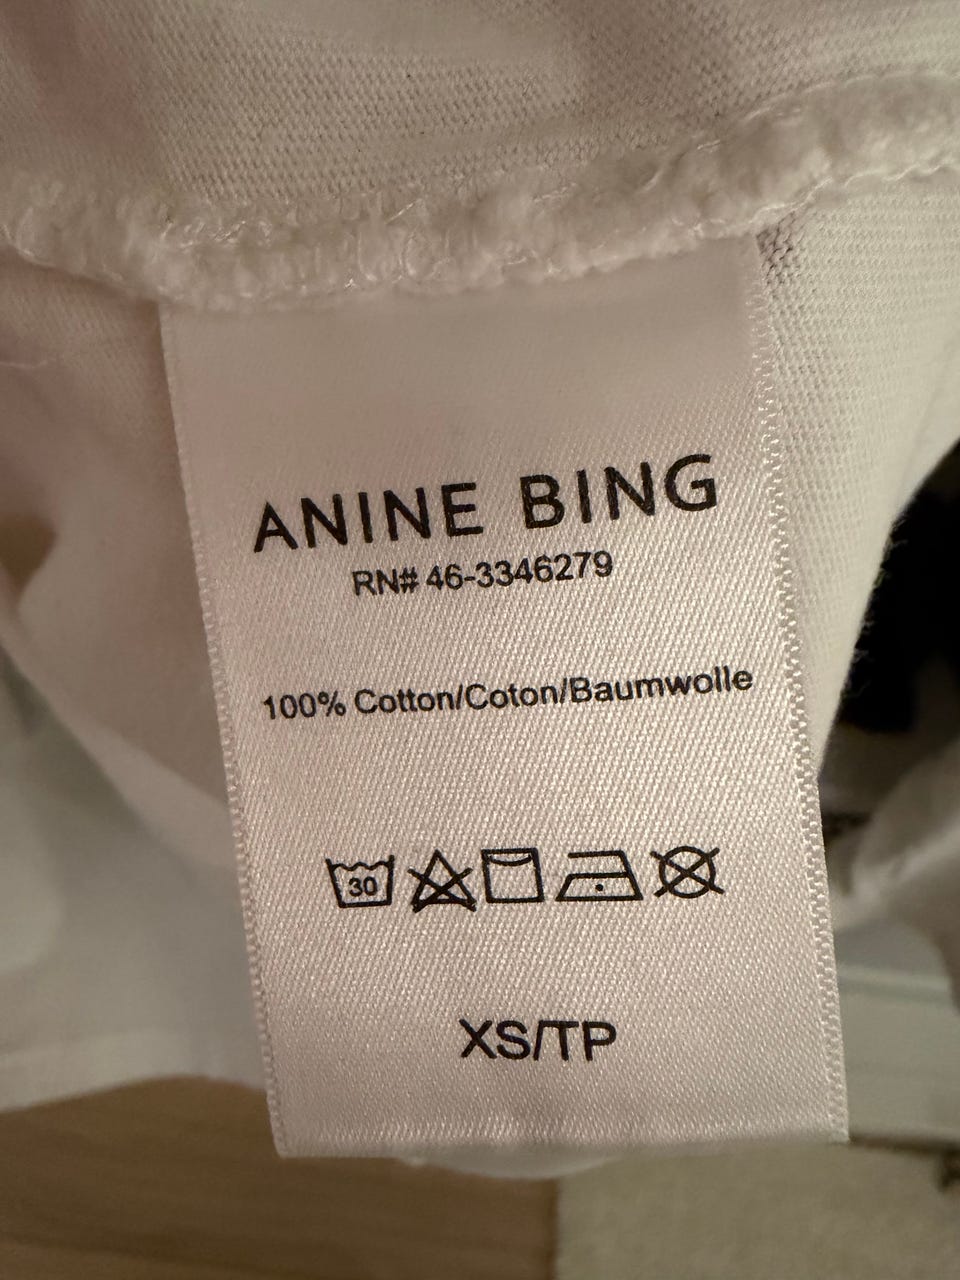 ANINE BING
RN# 46-3346279
100% Cotton/Coton/Baumwolle
30
XS/TP